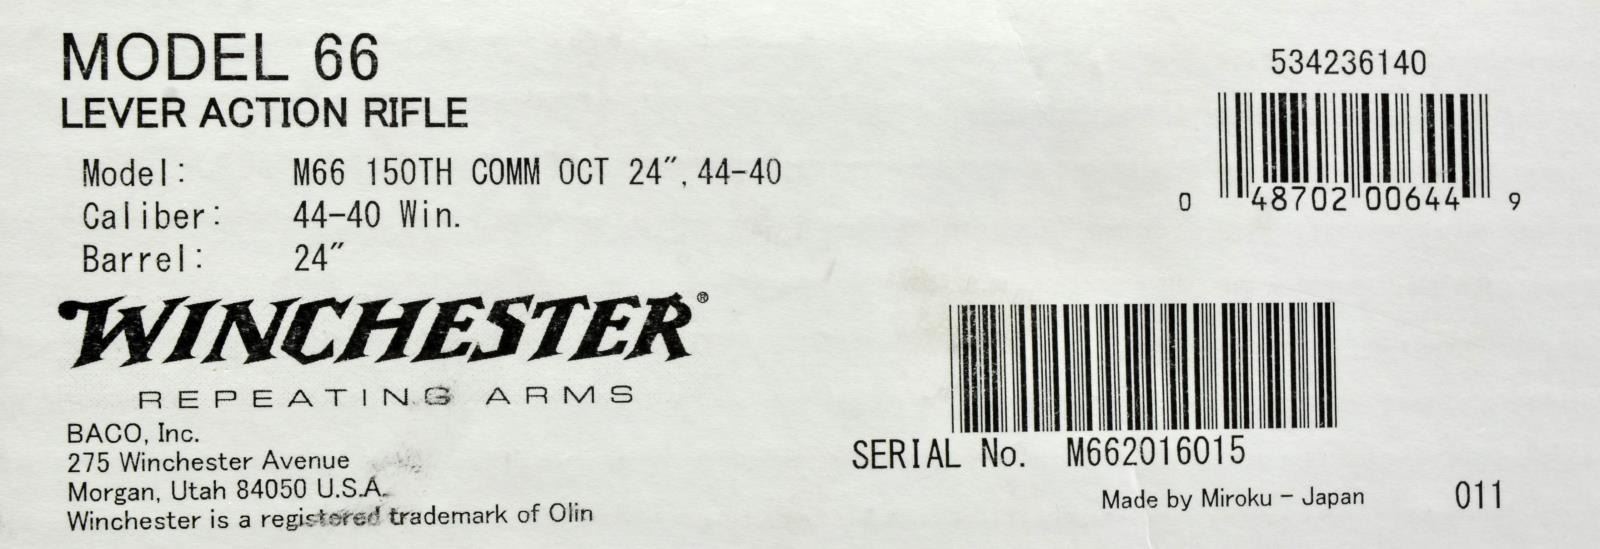 MODEL 66
LEVER ACTION RIFLE
Model: M66 150TH COMM OCT 24", 44-40
Caliber: 44-40 Win.
Barrel: 24"
WINCHESTER®
REPEATING ARMS
BACO, Inc.
275 Winchester Avenue
Morgan, Utah 84050 U.S.A.
Winchester is a registered trademark of Olin
534236140
0 48702 00644 9
SERIAL No. M662016015
Made by Miroku - Japan 011